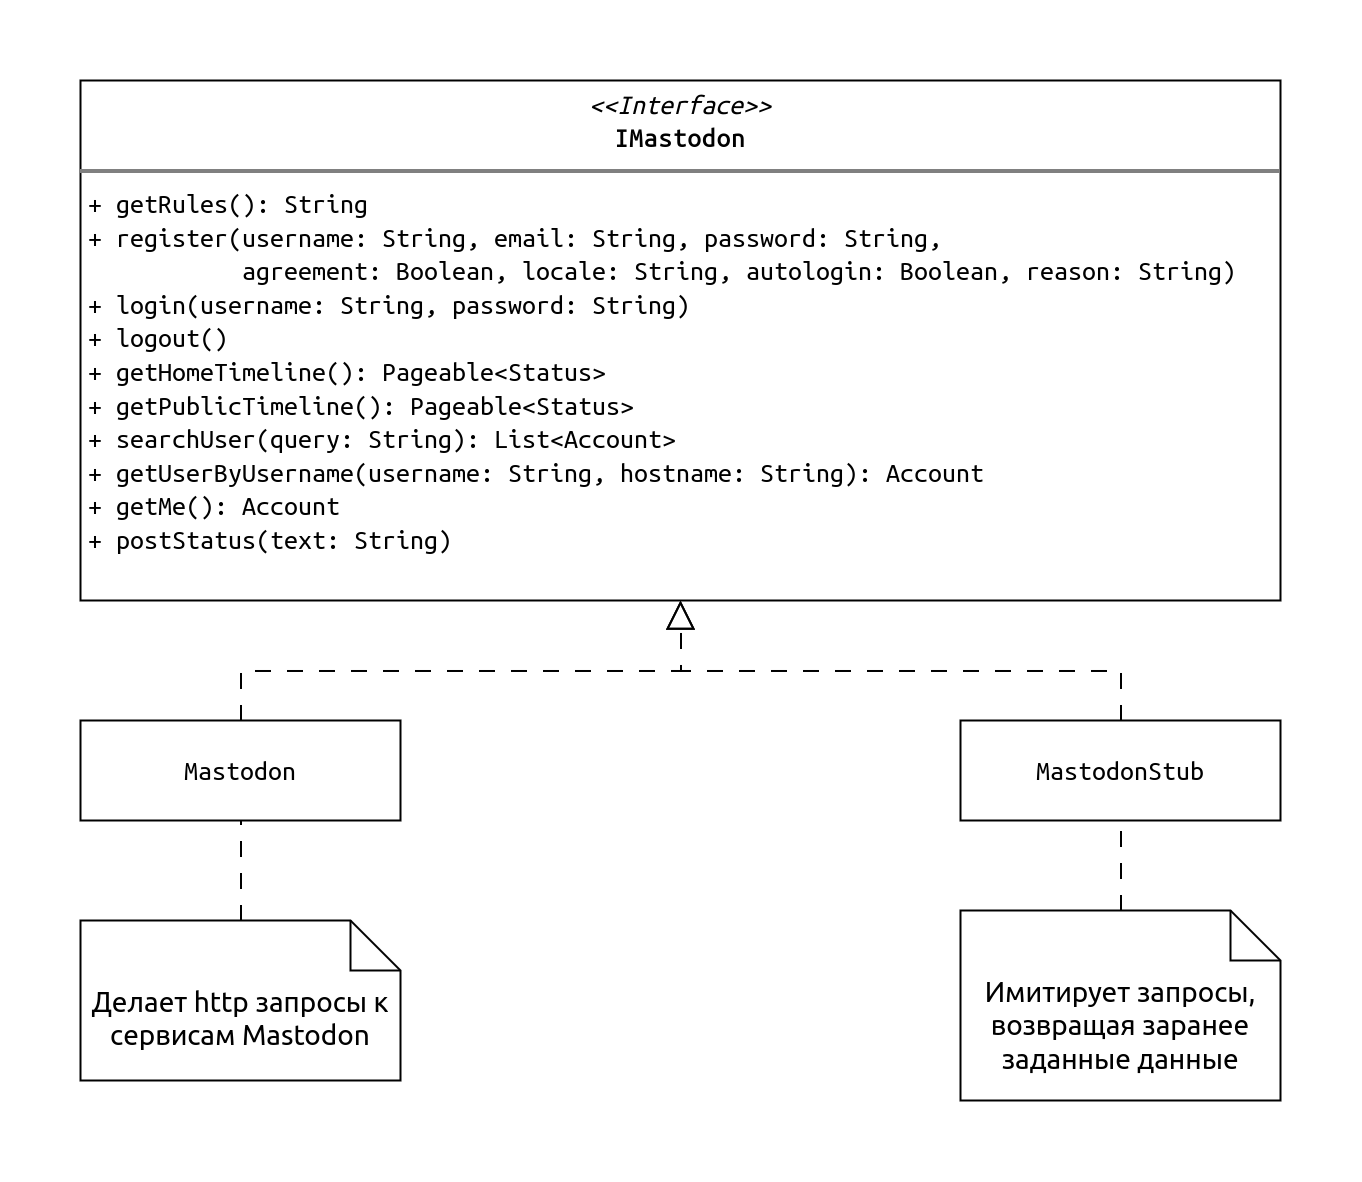 <<Interface>>
IMastodon
+ getRules(): String
+ register(username: String, email: String, password: String,
agreement: Boolean, locale: String, autologin: Boolean, reason: String)
+ login(username: String, password: String)
+ logout()
+ getHomeTimeline(): Pageable<Status>
+ getPublicTimeline(): Pageable<Status>
+ searchUser(query: String): List<Account>
+ getUserByUsername(username: String, hostname: String): Account
+ getMe(): Account
+ postStatus(text: String)
Mastodon
MastodonStub
Делает http запросы к
сервисам Mastodon
Имитирует запросы,
возвращая заранее
заданные данные